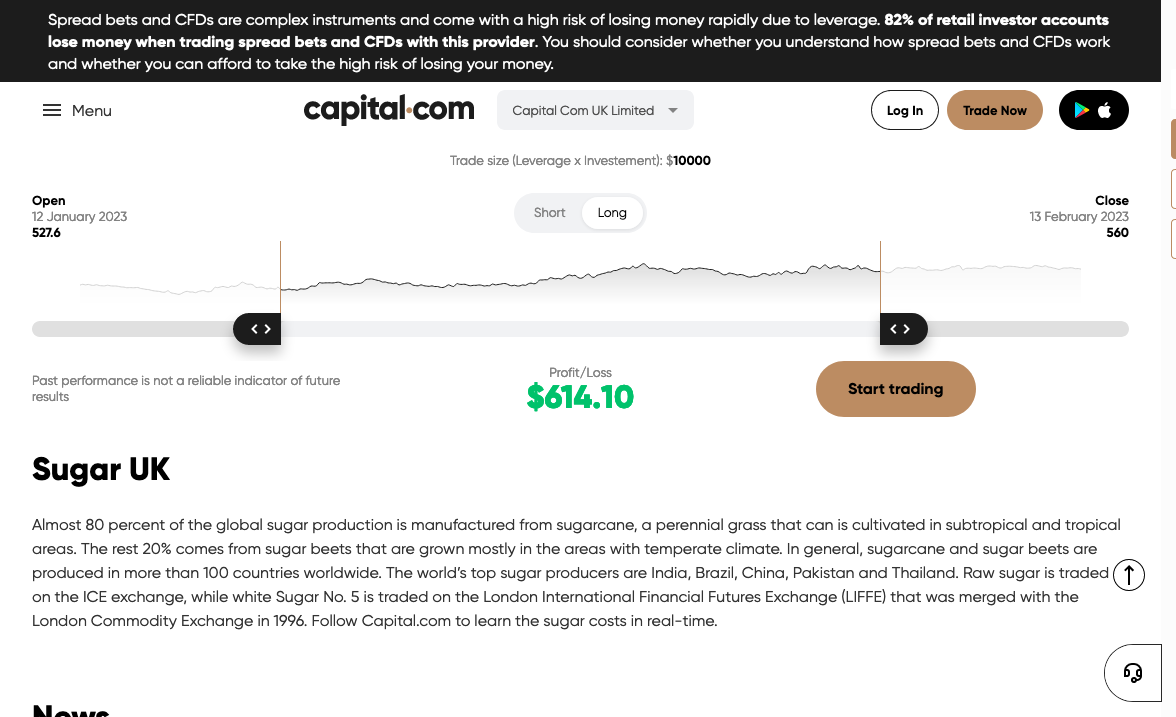 Spread bets and CFDs are complex instruments and come with a high risk of losing money rapidly due to leverage. 82% of retail investor accounts
lose money when trading spread bets and CFDs with this provider. You should consider whether you understand how spread bets and CFDs work
and whether you can afford to take the high risk of losing your money.
Menu
capital.com
Capital Com UK Limited
Log In
Trade Now
Trade size (Leverage x Investement): $10000
Open
12 January 2023
527.6
Short
Long
Close
13 February 2023
560
Past performance is not a reliable indicator of future
results
Profit/Loss
$614.10
Start trading
Sugar UK
Almost 80 percent of the global sugar production is manufactured from sugarcane, a perennial grass that can is cultivated in subtropical and tropical
areas. The rest 20% comes from sugar beets that are grown mostly in the areas with temperate climate. In general, sugarcane and sugar beets are
produced in more than 100 countries worldwide. The world’s top sugar producers are India, Brazil, China, Pakistan and Thailand. Raw sugar is traded
on the ICE exchange, while white Sugar No. 5 is traded on the London International Financial Futures Exchange (LIFFE) that was merged with the
London Commodity Exchange in 1996. Follow Capital.com to learn the sugar costs in real-time.
News